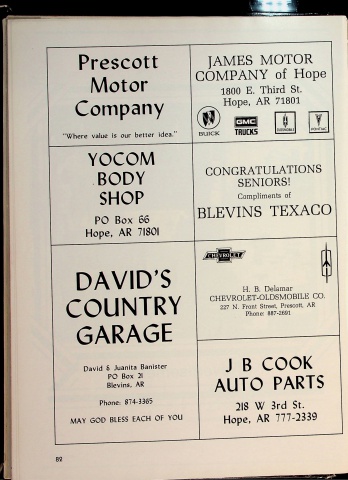 Prescott
Motor
Company
"Where value is our better idea."
JAMES MOTOR
COMPANY of Hope
1800 E. Third St.
Hope, AR 71801
BUICK
GMC
TRUCKS
OLDSMOBILE
PONTIAC
YOCOM
BODY
SHOP
PO Box 66
Hope, AR 71801
CONGRATULATIONS
SENIORS!
Compliments of
BLEVINS TEXACO
DAVID'S
COUNTRY
GARAGE
David & Juanita Banister
PO Box 21
Blevins, AR
Phone: 874-3365
MAY GOD BLESS EACH OF YOU
CHEVROLET
H. B. Delamar
CHEVROLET-OLDSMOBILE CO.
227 N. Front Street, Prescott, AR
Phone: 887-2691
J B COOK
AUTO PARTS
218 W 3rd St.
Hope, AR 777-2339
82